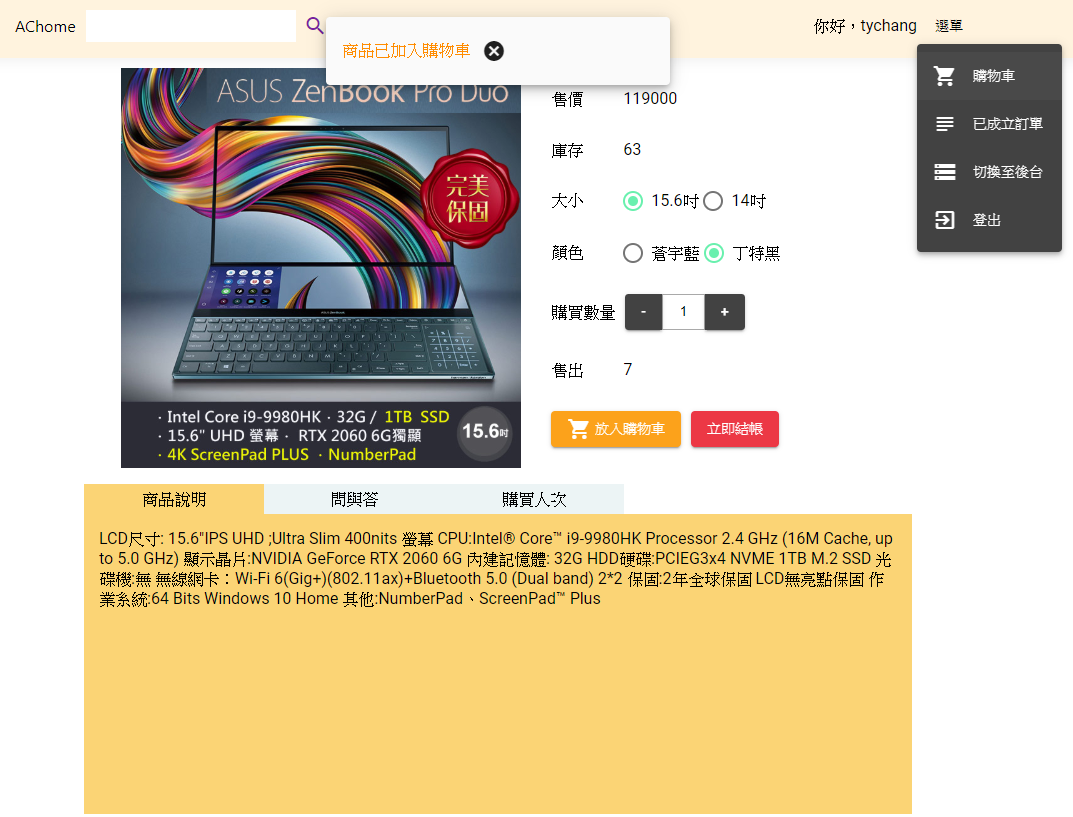 AChome
商品已加入購物車
你好，tychang
選單
購物車
已成立訂單
切換至後台
登出
ASUS ZenBook Pro Duo
完美
保固
· Intel Core i9-9980HK · 32G / 1TB SSD
· 15.6" UHD 螢幕 · RTX 2060 6G獨顯
· 4K ScreenPad PLUS · NumberPad
15.6吋
售價 119000
庫存 63
大小 15.6吋 14吋
顏色 蒼宇藍 丁特黑
購買數量 - 1 +
售出 7
放入購物車 立即結帳
商品說明 問與答 購買人次
LCD尺寸: 15.6"IPS UHD ;Ultra Slim 400nits 螢幕 CPU:Intel® Core™ i9-9980HK Processor 2.4 GHz (16M Cache, up
to 5.0 GHz) 顯示晶片:NVIDIA GeForce RTX 2060 6G 內建記憶體: 32G HDD硬碟:PCIEG3x4 NVME 1TB M.2 SSD 光
碟機:無 無線網卡：Wi-Fi 6(Gig+)(802.11ax)+Bluetooth 5.0 (Dual band) 2*2 保固:2年全球保固 LCD無亮點保固 作
業系統:64 Bits Windows 10 Home 其他:NumberPad、ScreenPad™ Plus